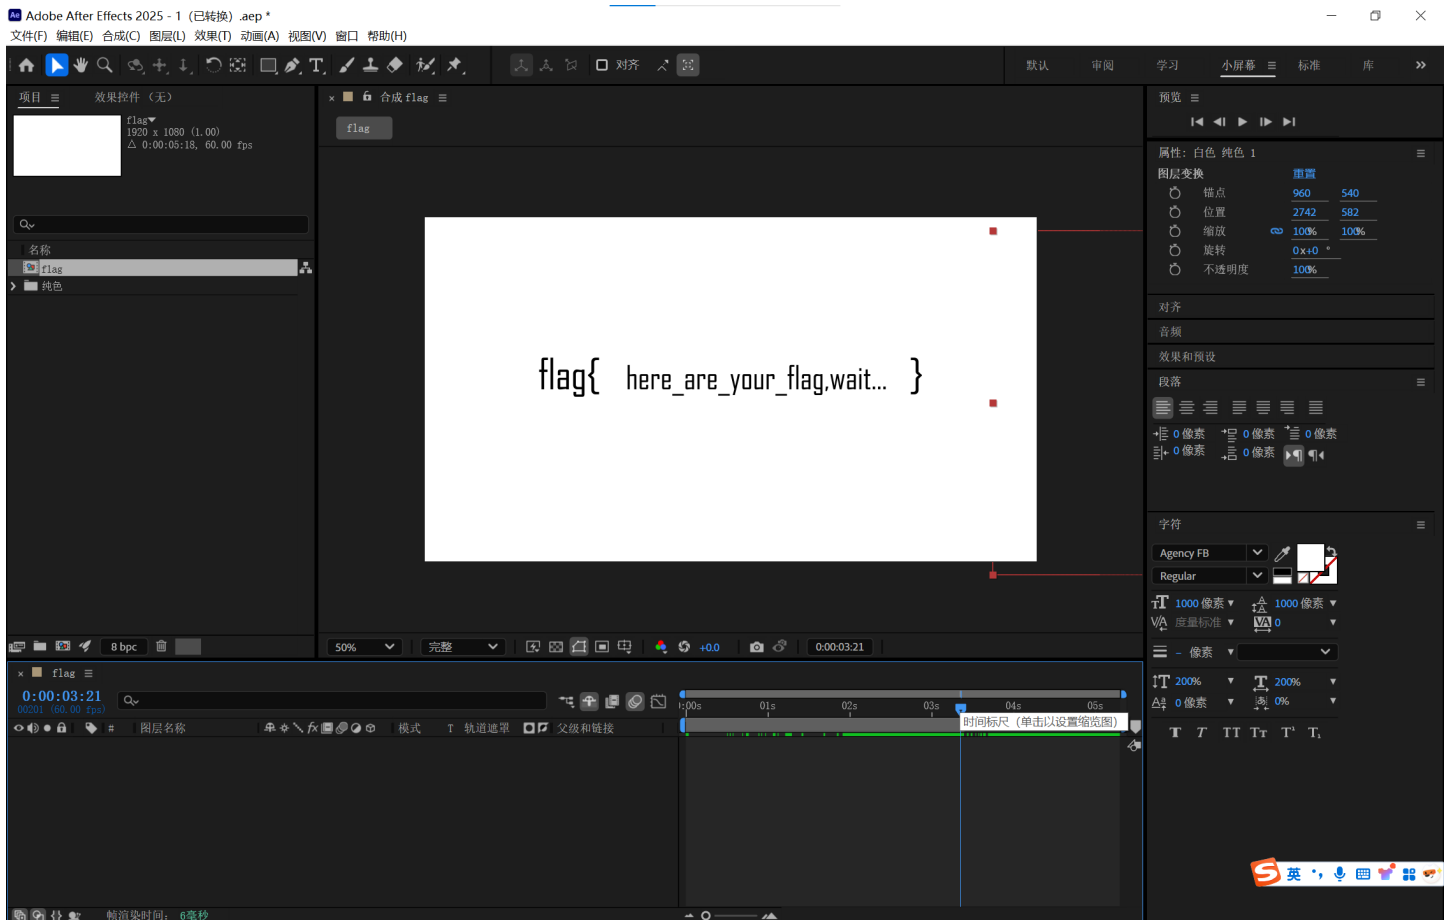 Ae Adobe After Effects 2025 - 1（已转换）.aep *
文件(F) 编辑(E) 合成(C) 图层(L) 效果(T) 动画(A) 视图(V) 窗口 帮助(H)
对齐 默认 审阅 学习 小屏幕 标准 库
项目 效果控件（无）
flag
1920 x 1080 (1.00)
△ 0:00:05:18, 60.00 fps
名称
flag
纯色
8 bpc
合成 flag
flag
flag{ here_are_your_flag,wait... }
50% 完整 +0.0 0:00:03:21
预览
属性: 白色 纯色 1
图层变换 重置
锚点 960 540
位置 2742 582
缩放 100% 100%
旋转 0x+0 °
不透明度 100%
对齐
音频
效果和预设
段落
0 像素 0 像素 0 像素
0 像素 0 像素
字符
Agency FB
Regular
1000 像素 1000 像素
度量标准 0
- 像素
200% 200%
0 像素 0%
T T TT Tт T¹ T₁
flag
0:00:03:21
00201 (60.00 fps)
# 图层名称 模式 T 轨道遮罩 父级和链接
):00s 01s 02s 03s 04s 05s
时间标尺（单击以设置缩览图）
帧渲染时间: 6毫秒
S 英